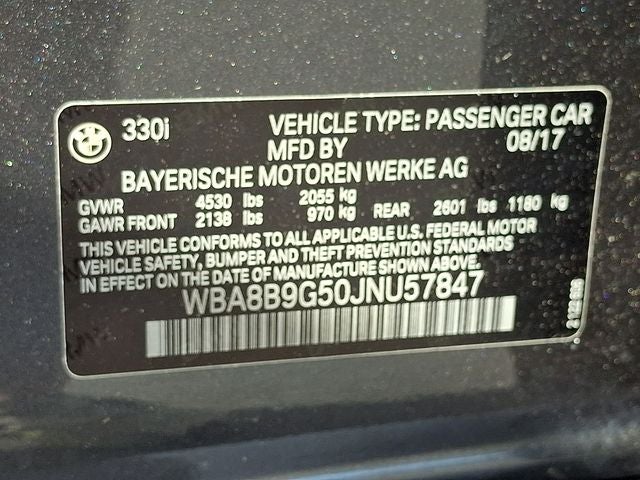 330i VEHICLE TYPE: PASSENGER CAR
MFD BY 08/17
BAYERISCHE MOTOREN WERKE AG
GVWR 4530 lbs 2055 kg
GAWR FRONT 2138 lbs 970 kg REAR 2601 lbs 1180 kg
THIS VEHICLE CONFORMS TO ALL APPLICABLE U.S. FEDERAL MOTOR
VEHICLE SAFETY, BUMPER AND THEFT PREVENTION STANDARDS
IN EFFECT ON THE DATE OF MANUFACTURE SHOWN ABOVE.
WBA8B9G50JNU57847